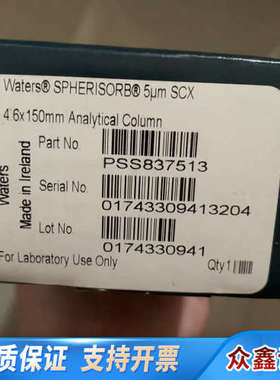 Waters® SPHERISORB® 5µm SCX
4.6x150mm Analytical Column
Part No.
PSS837513
Serial No.
01743309413204
Lot No.
0174330941
Waters
Made in Ireland
For Laboratory Use Only
Qty 1
质保证 支持开票 众鑫